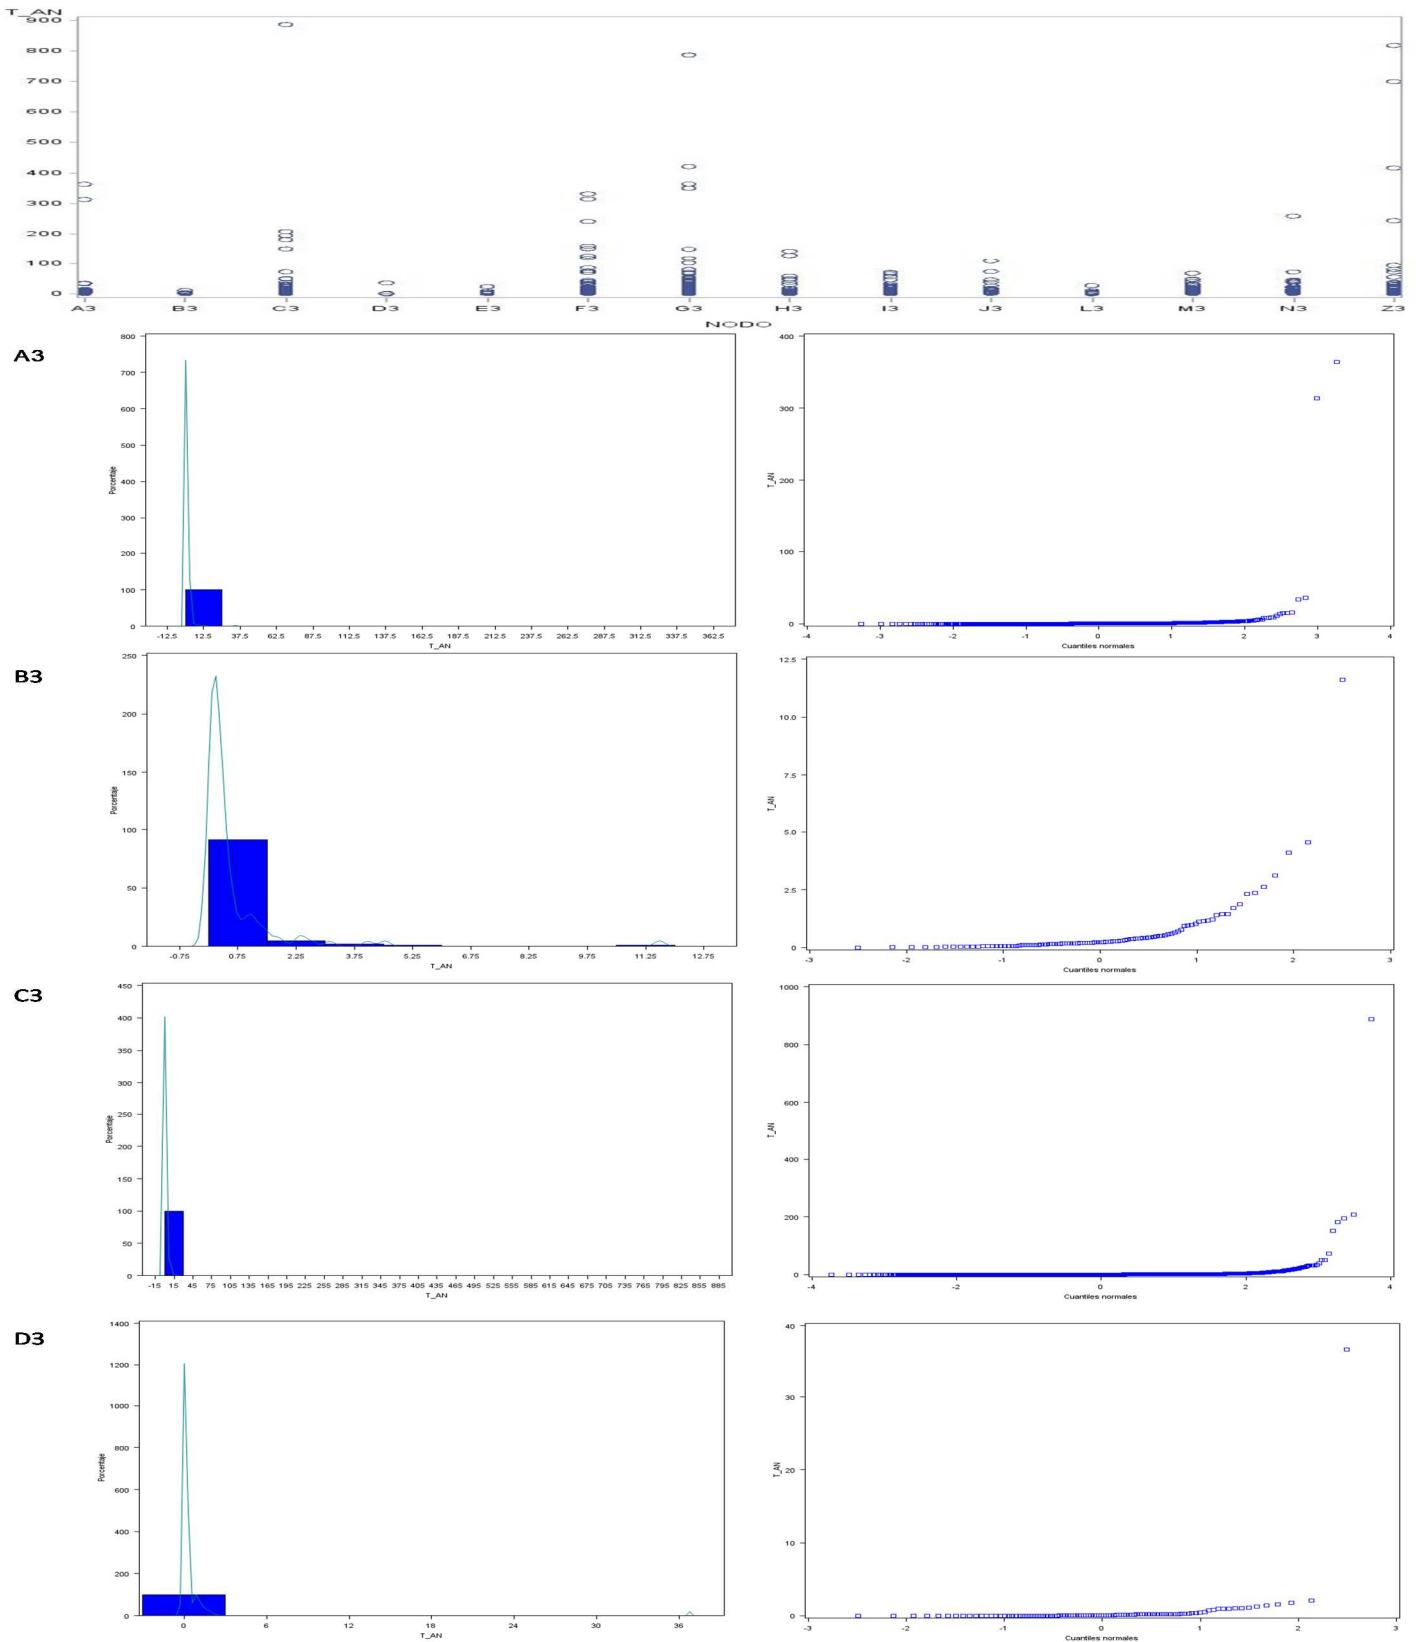 T_AN
900
800
700
600
500
400
300
200
100
0
A3 B3 C3 D3 E3 F3 G3 H3 I3 J3 L3 M3 N3 Z3
NODO
A3
800
700
600
500
400
300
200
100
0
Porcentaje
-12.5 12.5 37.5 62.5 87.5 112.5 137.5 162.5 187.5 212.5 237.5 262.5 287.5 312.5 337.5 362.5
T_AN
400
300
200
100
0
T_AN
-4 -3 -2 -1 0 1 2 3 4
Cuantiles normales
B3
250
200
150
100
50
0
Porcentaje
-0.75 0.75 2.25 3.75 5.25 6.75 8.25 9.75 11.25 12.75
T_AN
12.5
10.0
7.5
5.0
2.5
0
T_AN
-3 -2 -1 0 1 2 3
Cuantiles normales
C3
450
400
350
300
250
200
150
100
50
0
Porcentaje
-15 15 45 75 105 135 165 195 225 255 285 315 345 375 405 435 465 495 525 555 585 615 645 675 705 735 765 795 825 855 885
T_AN
1000
800
600
400
200
0
T_AN
-4 -2 0 2 4
Cuantiles normales
D3
1400
1200
1000
800
600
400
200
0
Porcentaje
0 6 12 18 24 30 36
T_AN
40
30
20
10
0
T_AN
-3 -2 -1 0 1 2 3
Cuantiles normales